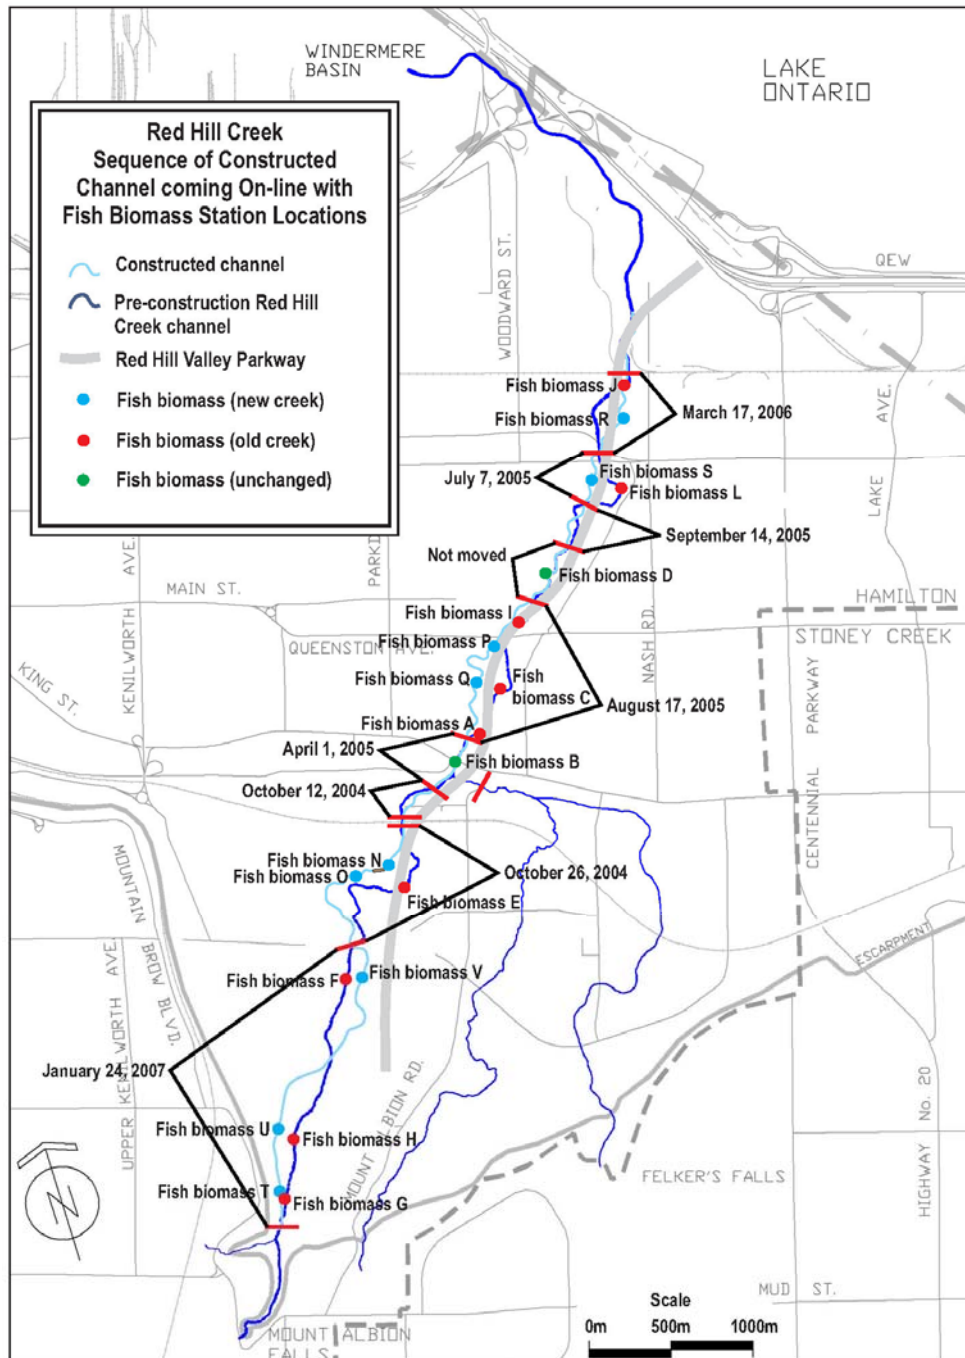 WINDERMERE
BASIN
LAKE
ONTARIO
Red Hill Creek
Sequence of Constructed
Channel coming On-line with
Fish Biomass Station Locations
Constructed channel
Pre-construction Red Hill
Creek channel
Red Hill Valley Parkway
Fish biomass (new creek)
Fish biomass (old creek)
Fish biomass (unchanged)
WOODWARD ST.
QEW
Fish biomass J
Fish biomass R
March 17, 2006
LAKE AVE.
July 7, 2005
Fish biomass S
Fish biomass L
September 14, 2005
Not moved
Fish biomass D
KENILWORTH AVE.
MAIN ST.
HAMILTON
STONEY CREEK
Fish biomass I
QUEENSTON AVE.
Fish biomass P
NASH RD.
KING ST.
Fish biomass Q
Fish
biomass C
August 17, 2005
Fish biomass A
April 1, 2005
Fish biomass B
October 12, 2004
CENTENNIAL PARKWAY
Fish biomass N
Fish biomass O
October 26, 2004
Fish biomass E
MOUNTAIN BROW BLVD.
ESCARPMENT
UPPER KENILWORTH AVE.
Fish biomass F
Fish biomass V
January 24, 2007
MOUNT ALBION RD.
HIGHWAY No. 20
Fish biomass U
Fish biomass H
Fish biomass T
Fish biomass G
FELKER'S FALLS
N
MUD ST.
Scale
0m 500m 1000m
MOUNT ALBION
FALLS